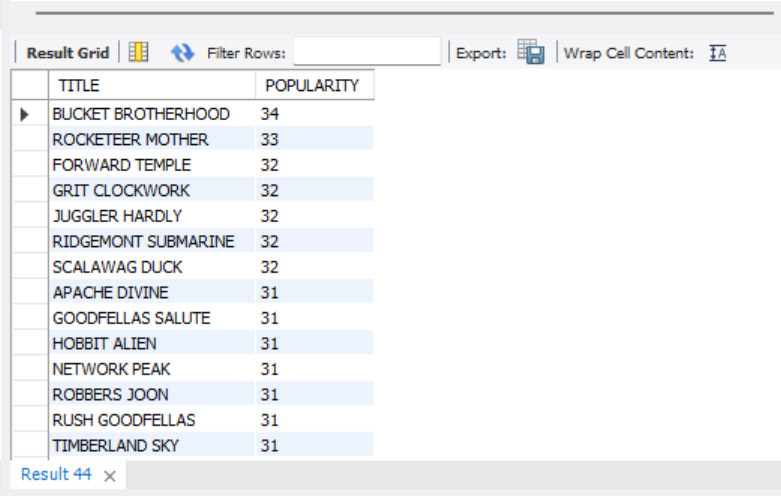 Result Grid Filter Rows: Export: Wrap Cell Content: IA
TITLE POPULARITY
BUCKET BROTHERHOOD 34
ROCKETEER MOTHER 33
FORWARD TEMPLE 32
GRIT CLOCKWORK 32
JUGGLER HARDLY 32
RIDGEMONT SUBMARINE 32
SCALAWAG DUCK 32
APACHE DIVINE 31
GOODFELLAS SALUTE 31
HOBBIT ALIEN 31
NETWORK PEAK 31
ROBBERS JOON 31
RUSH GOODFELLAS 31
TIMBERLAND SKY 31
Result 44